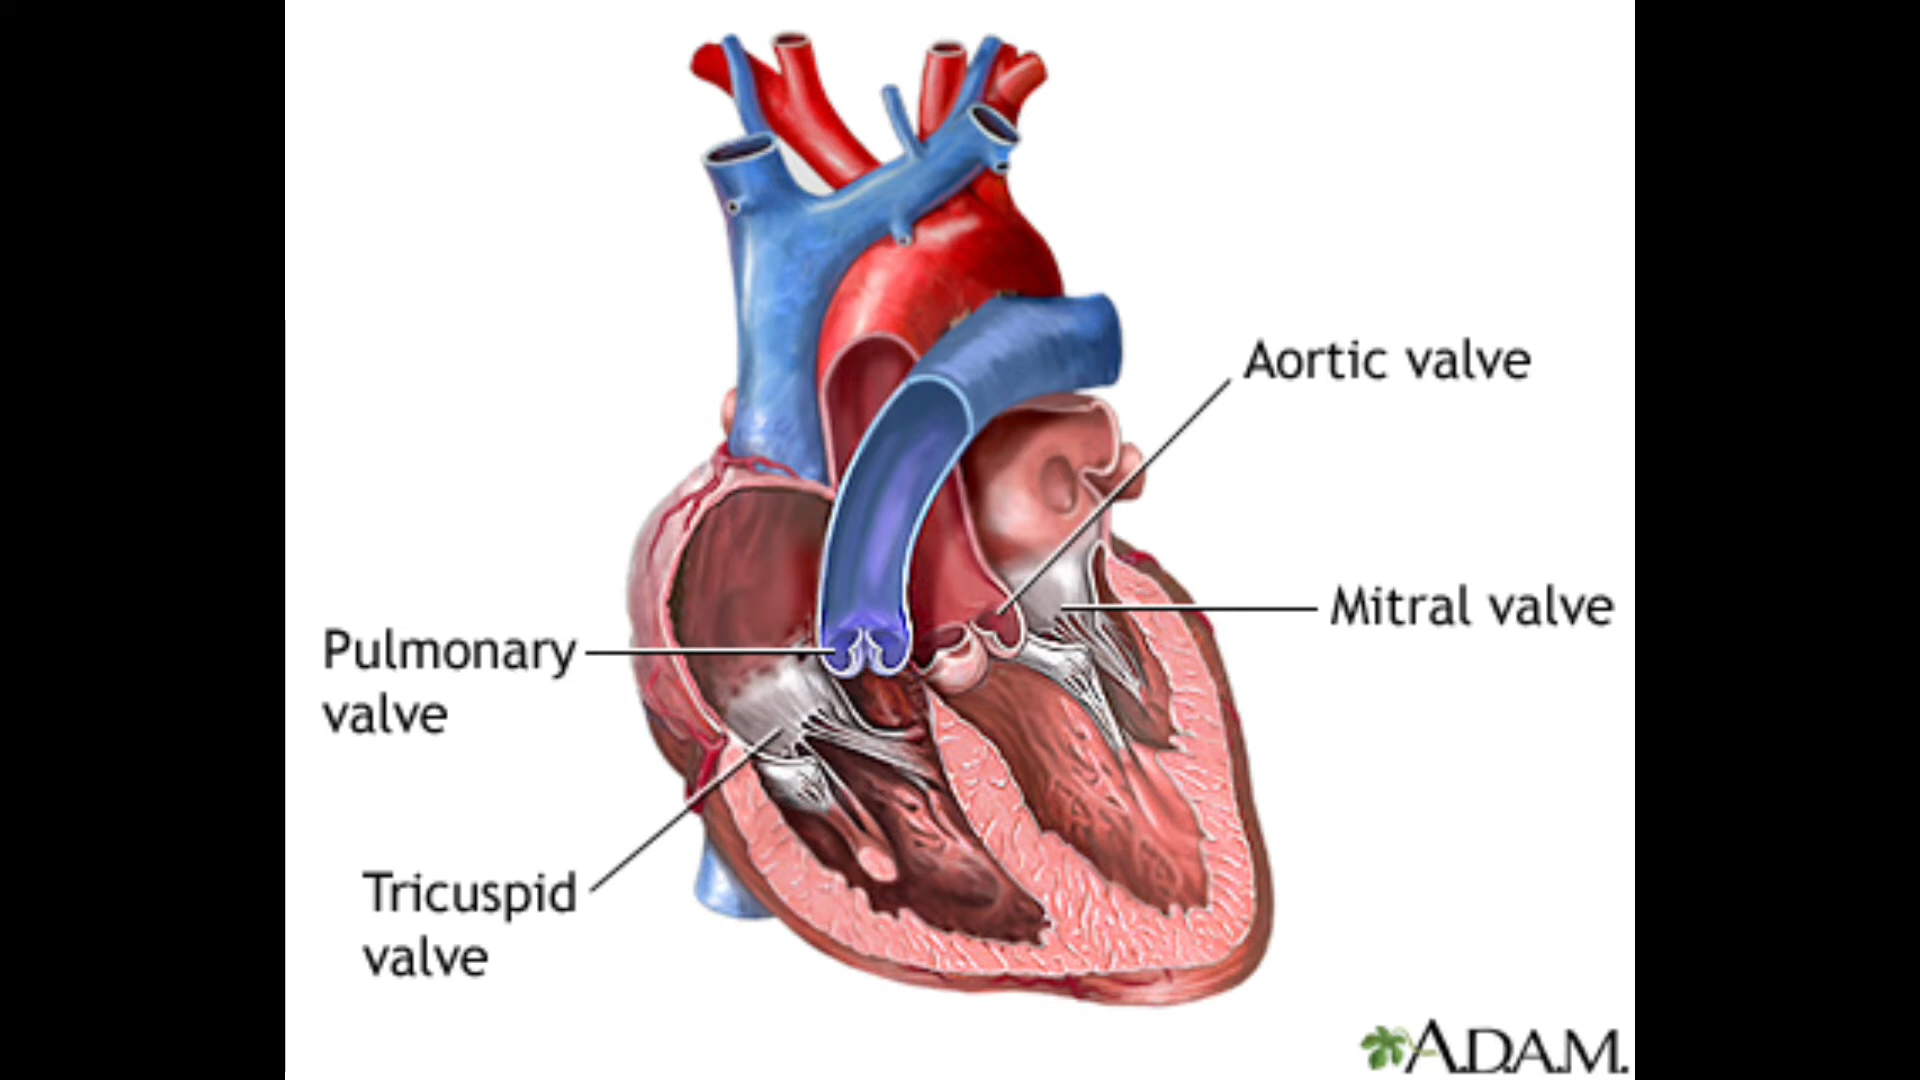 Aortic valve
Mitral valve
Pulmonary
valve
Tricuspid
valve
A.D.A.M.